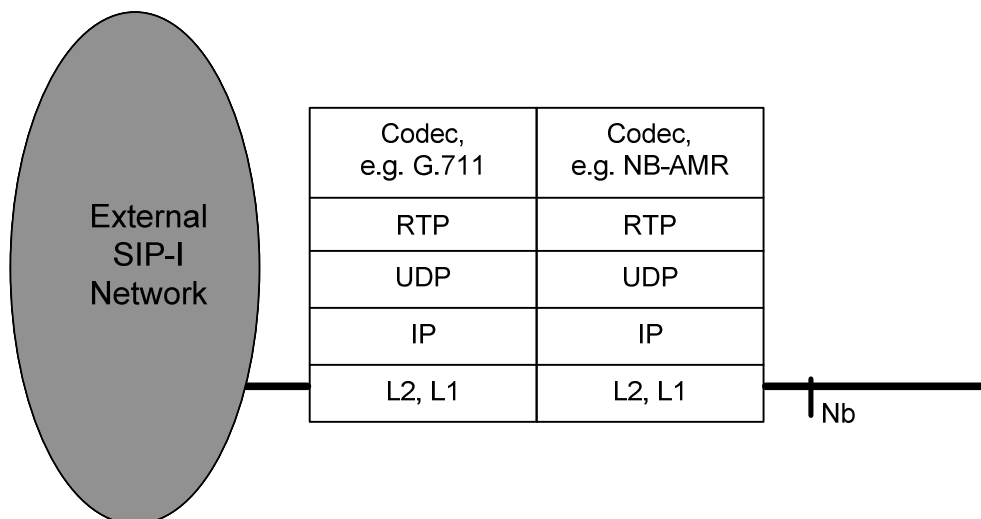 External
SIP-I
Network
Codec,
e.g. G.711
Codec,
e.g. NB-AMR
RTP
RTP
UDP
UDP
IP
IP
L2, L1
L2, L1
Nb